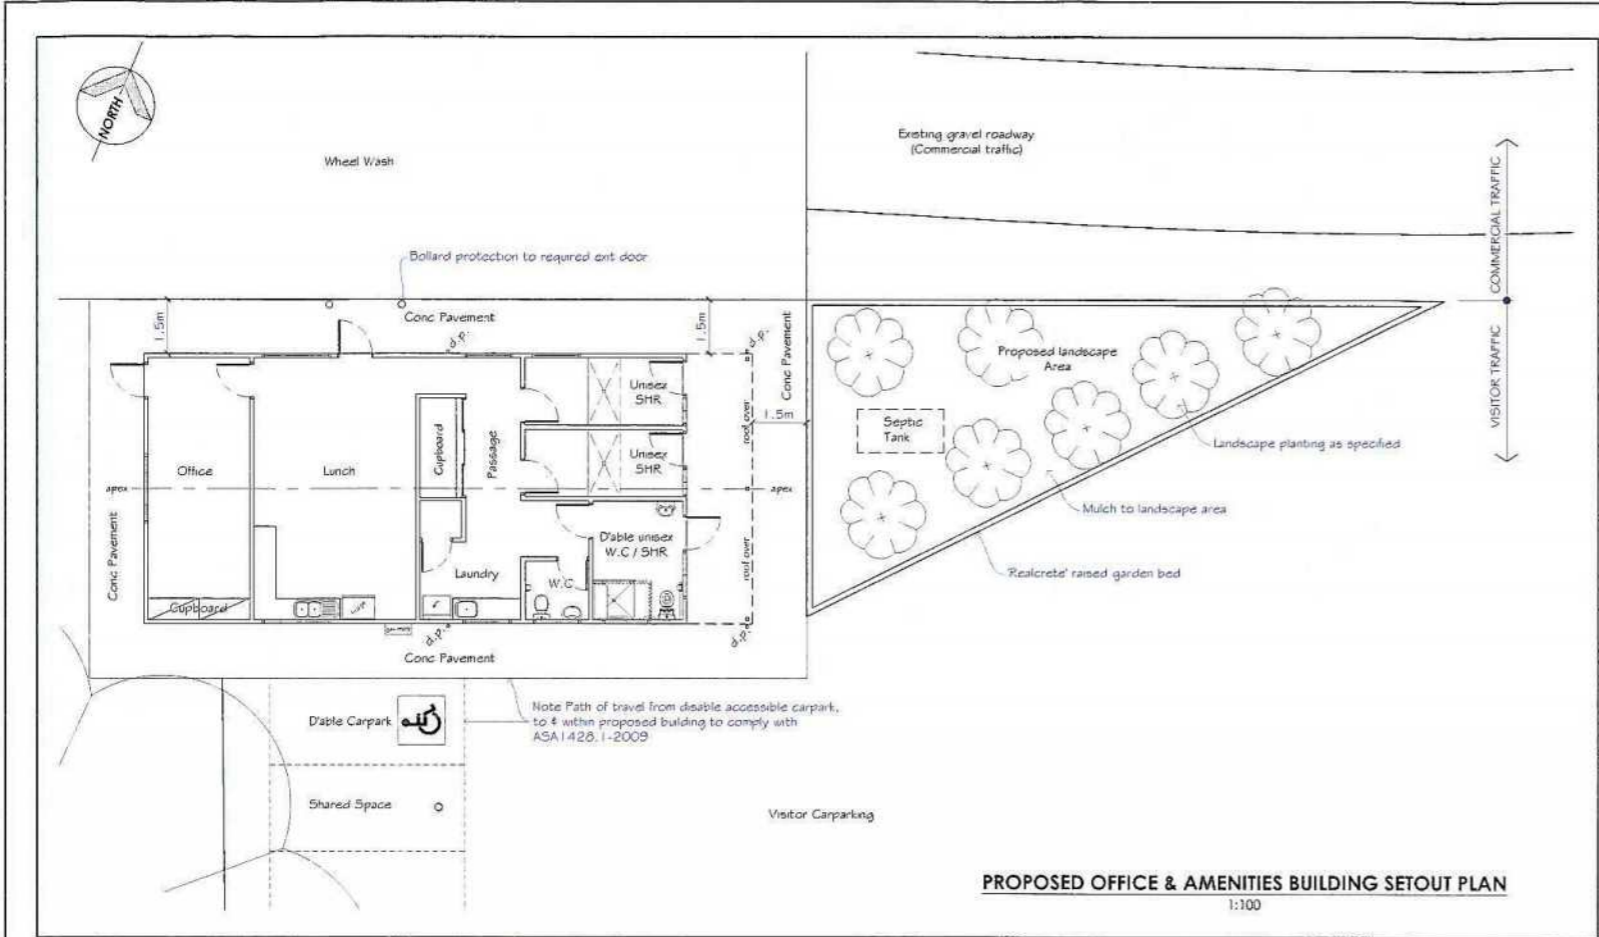 NORTH
Wheel Wash
Existing gravel roadway
(Commercial traffic)
COMMERCIAL TRAFFIC
VISITOR TRAFFIC
Bollard protection to required exit door
1.5m
Conc Pavement
d.p.
1.5m
d.p.
Conc Pavement
1.5m
Proposed landscape
Area
Septic
Tank
Landscape planting as specified
Mulch to landscape area
'Realcrete' raised garden bed
Unisex
SHR
Unisex
SHR
roof over
roof over
Office
Lunch
Cupboard
Passage
apex
apex
Conc Pavement
D'able unisex
W.C / SHR
Laundry
W.C
Cupboard
d.p.
d.p.
Conc Pavement
D'able Carpark
Note Path of travel from disable accessible carpark,
to & within proposed building to comply with
ASA1428.1-2009
Shared Space
Visitor Carparking
PROPOSED OFFICE & AMENITIES BUILDING SETOUT PLAN
1:100